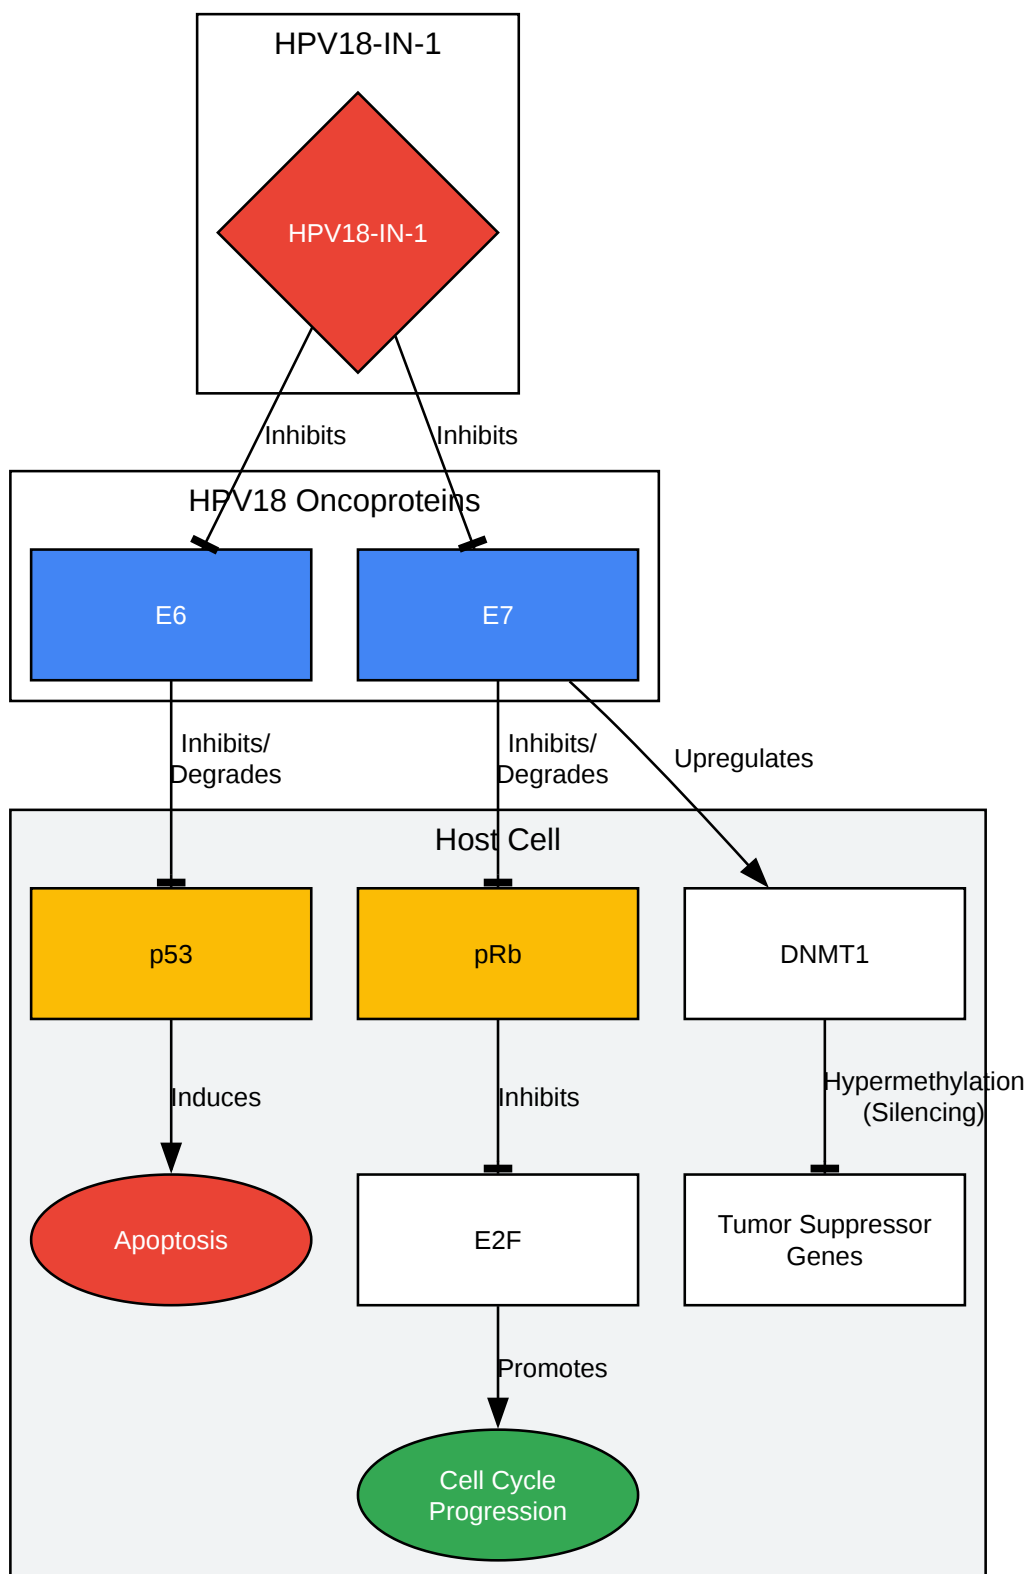 HPV18-IN-1
HPV18-IN-1
Inhibits
Inhibits
HPV18 Oncoproteins
E6
E7
Inhibits/
Degrades
Inhibits/
Degrades
Upregulates
Host Cell
p53
pRb
DNMT1
Induces
Inhibits
Hypermethylation
(Silencing)
Apoptosis
E2F
Tumor Suppressor
Genes
Promotes
Cell Cycle
Progression